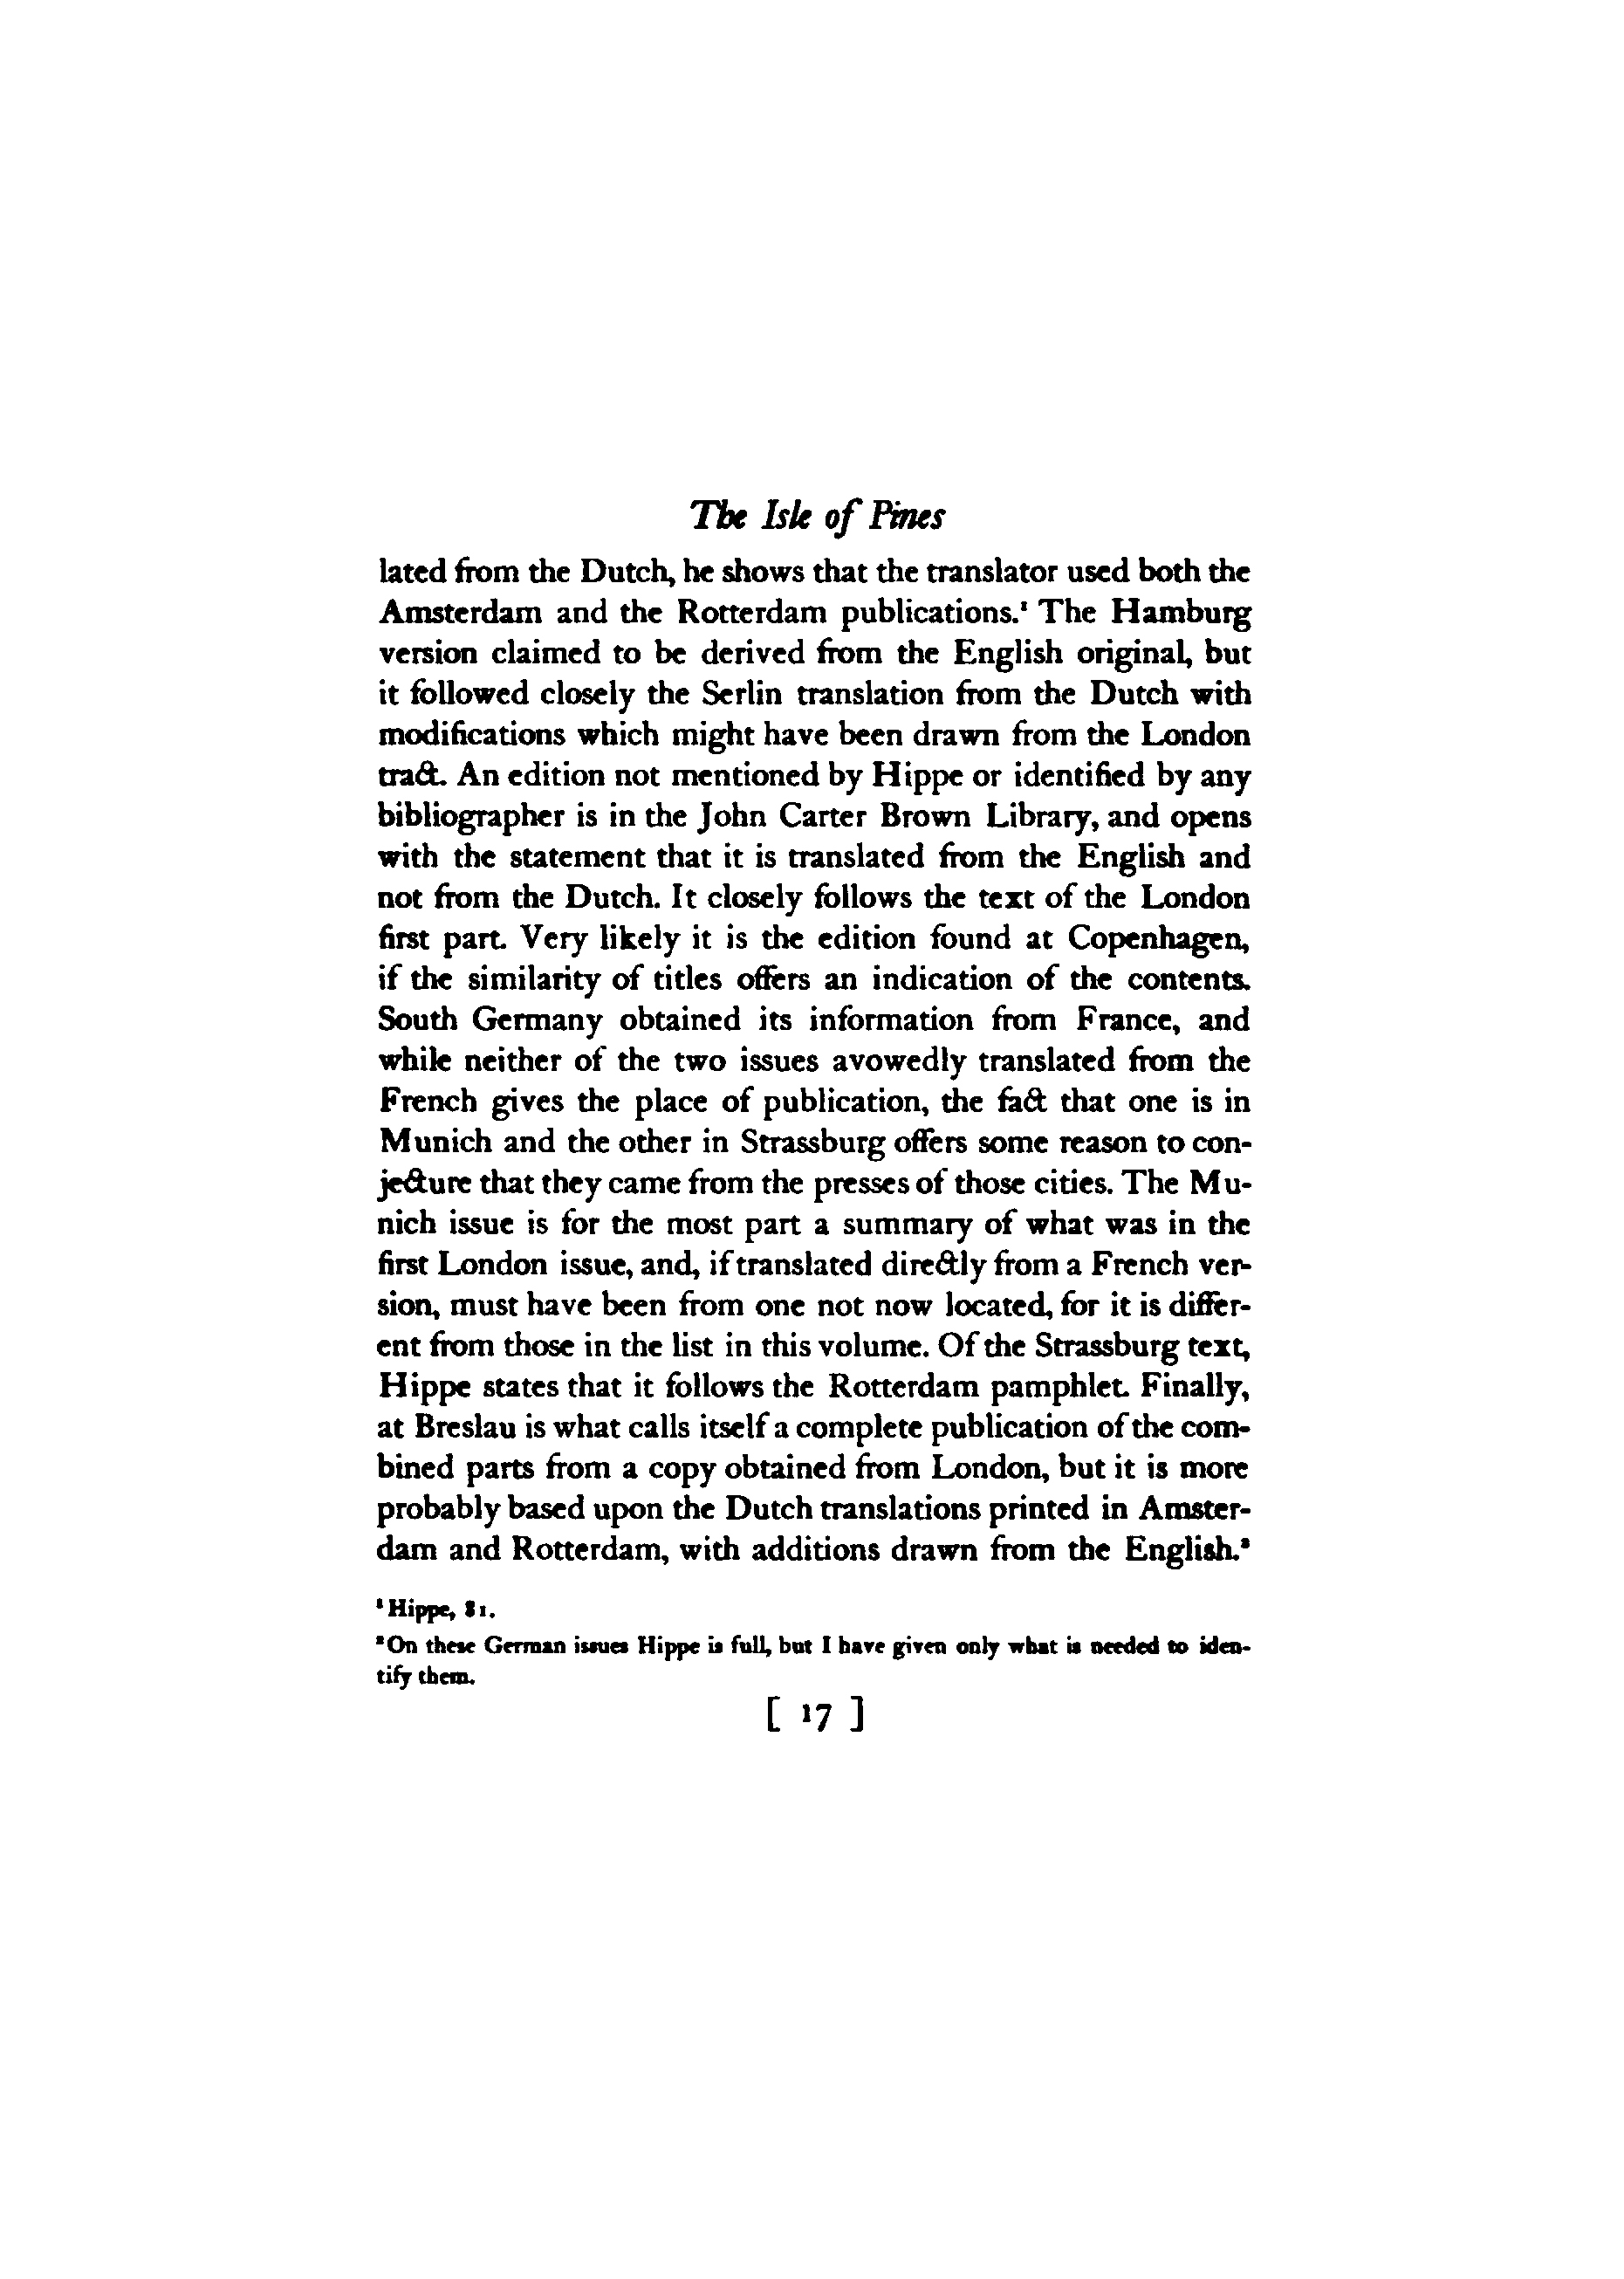 The Isle of Pines
lated from the Dutch, he shows that the translator used both the
Amsterdam and the Rotterdam publications.¹ The Hamburg
version claimed to be derived from the English original, but
it followed closely the Serlin translation from the Dutch with
modifications which might have been drawn from the London
tract. An edition not mentioned by Hippe or identified by any
bibliographer is in the John Carter Brown Library, and opens
with the statement that it is translated from the English and
not from the Dutch. It closely follows the text of the London
first part. Very likely it is the edition found at Copenhagen,
if the similarity of titles offers an indication of the contents.
South Germany obtained its information from France, and
while neither of the two issues avowedly translated from the
French gives the place of publication, the fact that one is in
Munich and the other in Strassburg offers some reason to con-
jecture that they came from the presses of those cities. The Mu-
nich issue is for the most part a summary of what was in the
first London issue, and, if translated directly from a French ver-
sion, must have been from one not now located, for it is differ-
ent from those in the list in this volume. Of the Strassburg text,
Hippe states that it follows the Rotterdam pamphlet. Finally,
at Breslau is what calls itself a complete publication of the com-
bined parts from a copy obtained from London, but it is more
probably based upon the Dutch translations printed in Amster-
dam and Rotterdam, with additions drawn from the English.²
¹Hippe, 81.
²On these German issues Hippe is full, but I have given only what is needed to iden-
tify them.
[ 17 ]